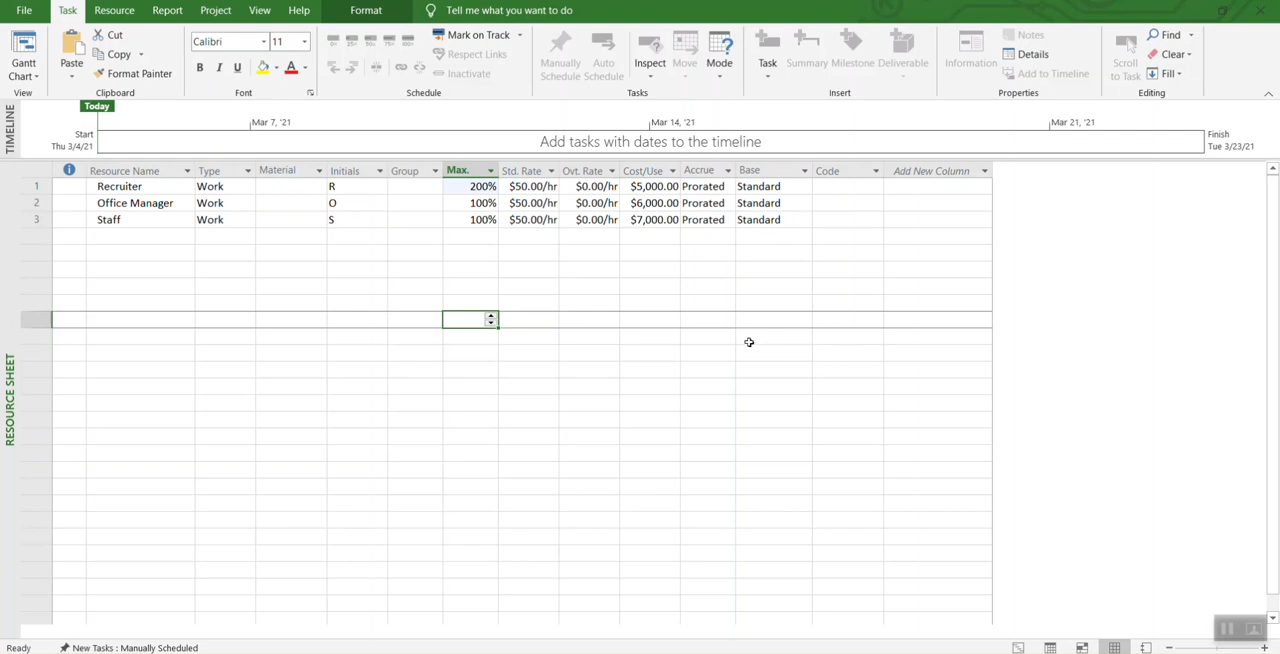 File Task Resource Report Project View Help Format Tell me what you want to do
Gantt Chart
View
Paste
Cut
Copy
Format Painter
Clipboard
Calibri 11
B I U A
Font
0% 25% 50% 75% 100%
Mark on Track
Respect Links
Inactivate
Schedule
Manually Schedule
Auto Schedule
Inspect
Move
Mode
Tasks
Task
Summary
Milestone
Deliverable
Insert
Information
Notes
Details
Add to Timeline
Properties
Scroll to Task
Find
Clear
Fill
Editing
TIMELINE
Today
Mar 7, '21 Mar 14, '21 Mar 21, '21
Start
Thu 3/4/21
Add tasks with dates to the timeline
Finish
Tue 3/23/21
Resource Name Type Material Initials Group Max. Std. Rate Ovt. Rate Cost/Use Accrue Base Code Add New Column
1 Recruiter Work R 200% $50.00/hr $0.00/hr $5,000.00 Prorated Standard
2 Office Manager Work O 100% $50.00/hr $0.00/hr $6,000.00 Prorated Standard
3 Staff Work S 100% $50.00/hr $0.00/hr $7,000.00 Prorated Standard
RESOURCE SHEET
Ready New Tasks : Manually Scheduled